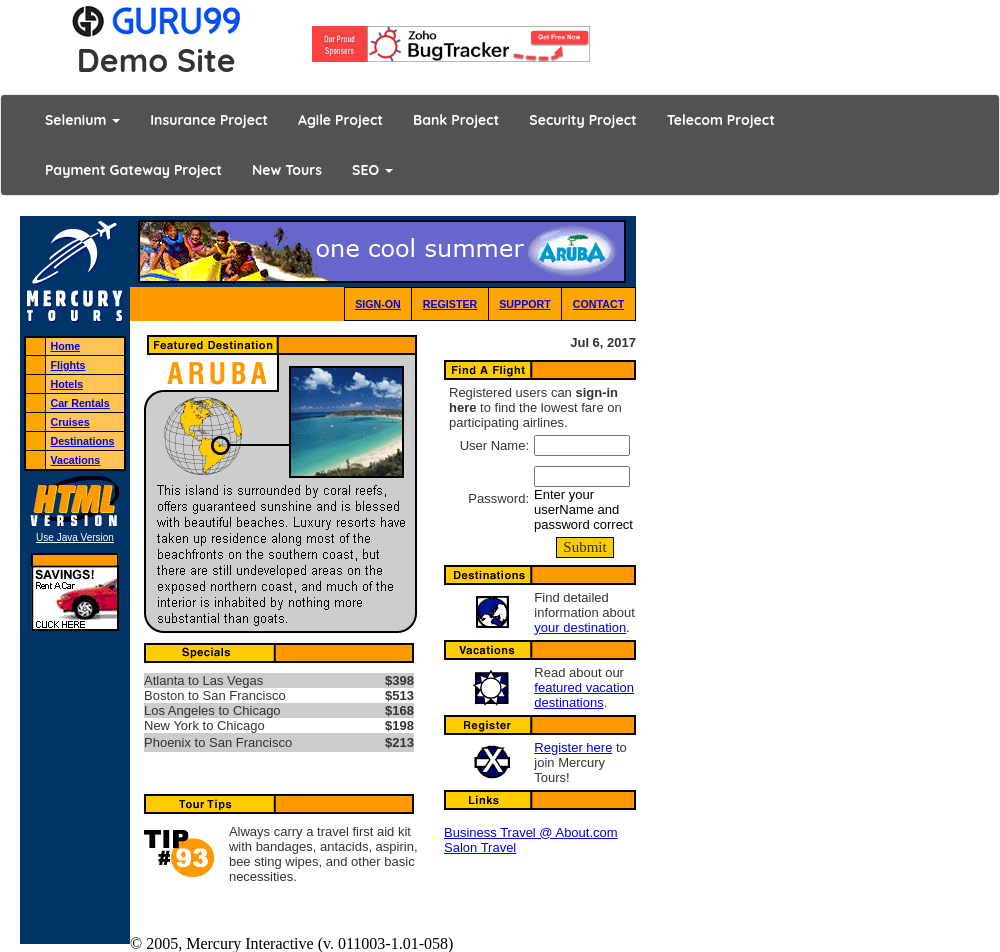 GURU99
Demo Site
Our Proud
Sponsors
Zoho
BugTracker
Get Free Now
Selenium
Insurance Project
Agile Project
Bank Project
Security Project
Telecom Project
Payment Gateway Project
New Tours
SEO
MERCURY
TOURS
one cool summer
ARUBA
SIGN-ON
REGISTER
SUPPORT
CONTACT
Home
Flights
Hotels
Car Rentals
Cruises
Destinations
Vacations
HTML
VERSION
Use Java Version
SAVINGS!
Rent A Car
CLICK HERE
Featured Destination
ARUBA
This island is surrounded by coral reefs,
offers guaranteed sunshine and is blessed
with beautiful beaches. Luxury resorts have
taken up residence along most of the
beachfronts on the southern coast, but
there are still undeveloped areas on the
exposed northern coast, and much of the
interior is inhabited by nothing more
substantial than goats.
Specials
Atlanta to Las Vegas $398
Boston to San Francisco $513
Los Angeles to Chicago $168
New York to Chicago $198
Phoenix to San Francisco $213
Tour Tips
TIP
#93
Always carry a travel first aid kit
with bandages, antacids, aspirin,
bee sting wipes, and other basic
necessities.
Jul 6, 2017
Find A Flight
Registered users can sign-in
here to find the lowest fare on
participating airlines.
User Name:
Password:
Enter your
userName and
password correct
Submit
Destinations
Find detailed
information about
your destination.
Vacations
Read about our
featured vacation
destinations.
Register
Register here to
join Mercury
Tours!
Links
Business Travel @ About.com
Salon Travel
© 2005, Mercury Interactive (v. 011003-1.01-058)